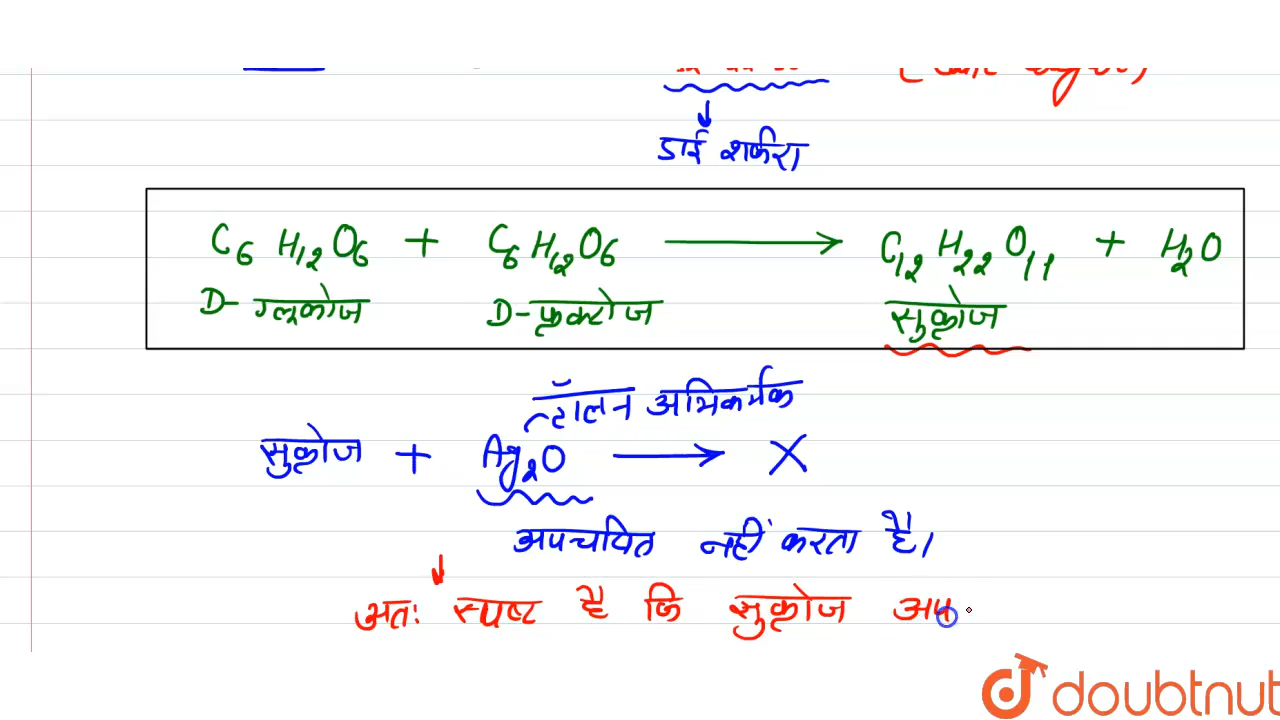 डाई शर्करा
C6 H12 O6 + C6 H12 O6 ⟶ C12 H22 O11 + H2O
D- ग्लूकोज D- फ्रुक्टोज सुक्रोज
टॉलन अभिकर्मक
सुक्रोज + Ag2O ⟶ X
अपचयित नहीं करता है।
अतः स्पष्ट है कि सुक्रोज अप
doubtnut